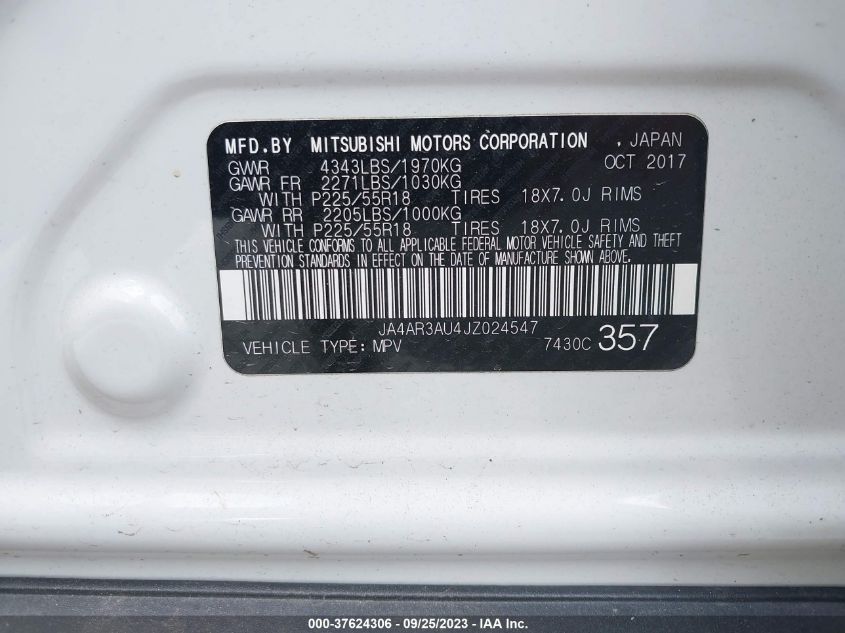 MFD.BY MITSUBISHI MOTORS CORPORATION , JAPAN
GWWR 4343LBS/1970KG OCT 2017
GAWR FR 2271LBS/1030KG
WITH P225/55R18 TIRES 18X7.0J RIMS
GAWR RR 2205LBS/1000KG
WITH P225/55R18 TIRES 18X7.0J RIMS
THIS VEHICLE CONFORMS TO ALL APPLICABLE FEDERAL MOTOR VEHICLE SAFETY AND THEFT
PREVENTION STANDARDS IN EFFECT ON THE DATE OF MANUFACTURE SHOWN ABOVE.
JA4AR3AU4JZ024547
VEHICLE TYPE: MPV 7430C 357
000-37624306 - 09/25/2023 - IAA Inc.